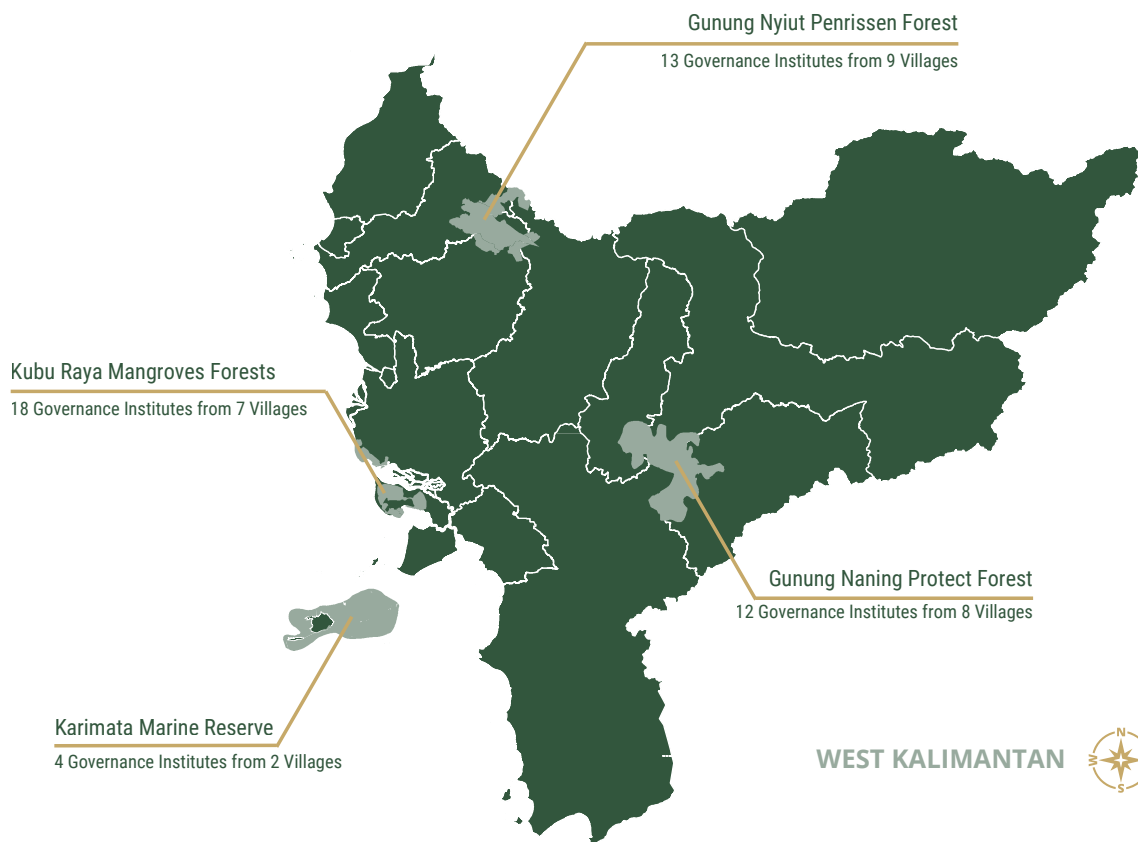 Gunung Nyiut Penrissen Forest
13 Governance Institutes from 9 Villages
Kubu Raya Mangroves Forests
18 Governance Institutes from 7 Villages
Gunung Naning Protect Forest
12 Governance Institutes from 8 Villages
Karimata Marine Reserve
4 Governance Institutes from 2 Villages
WEST KALIMANTAN
N
W
S